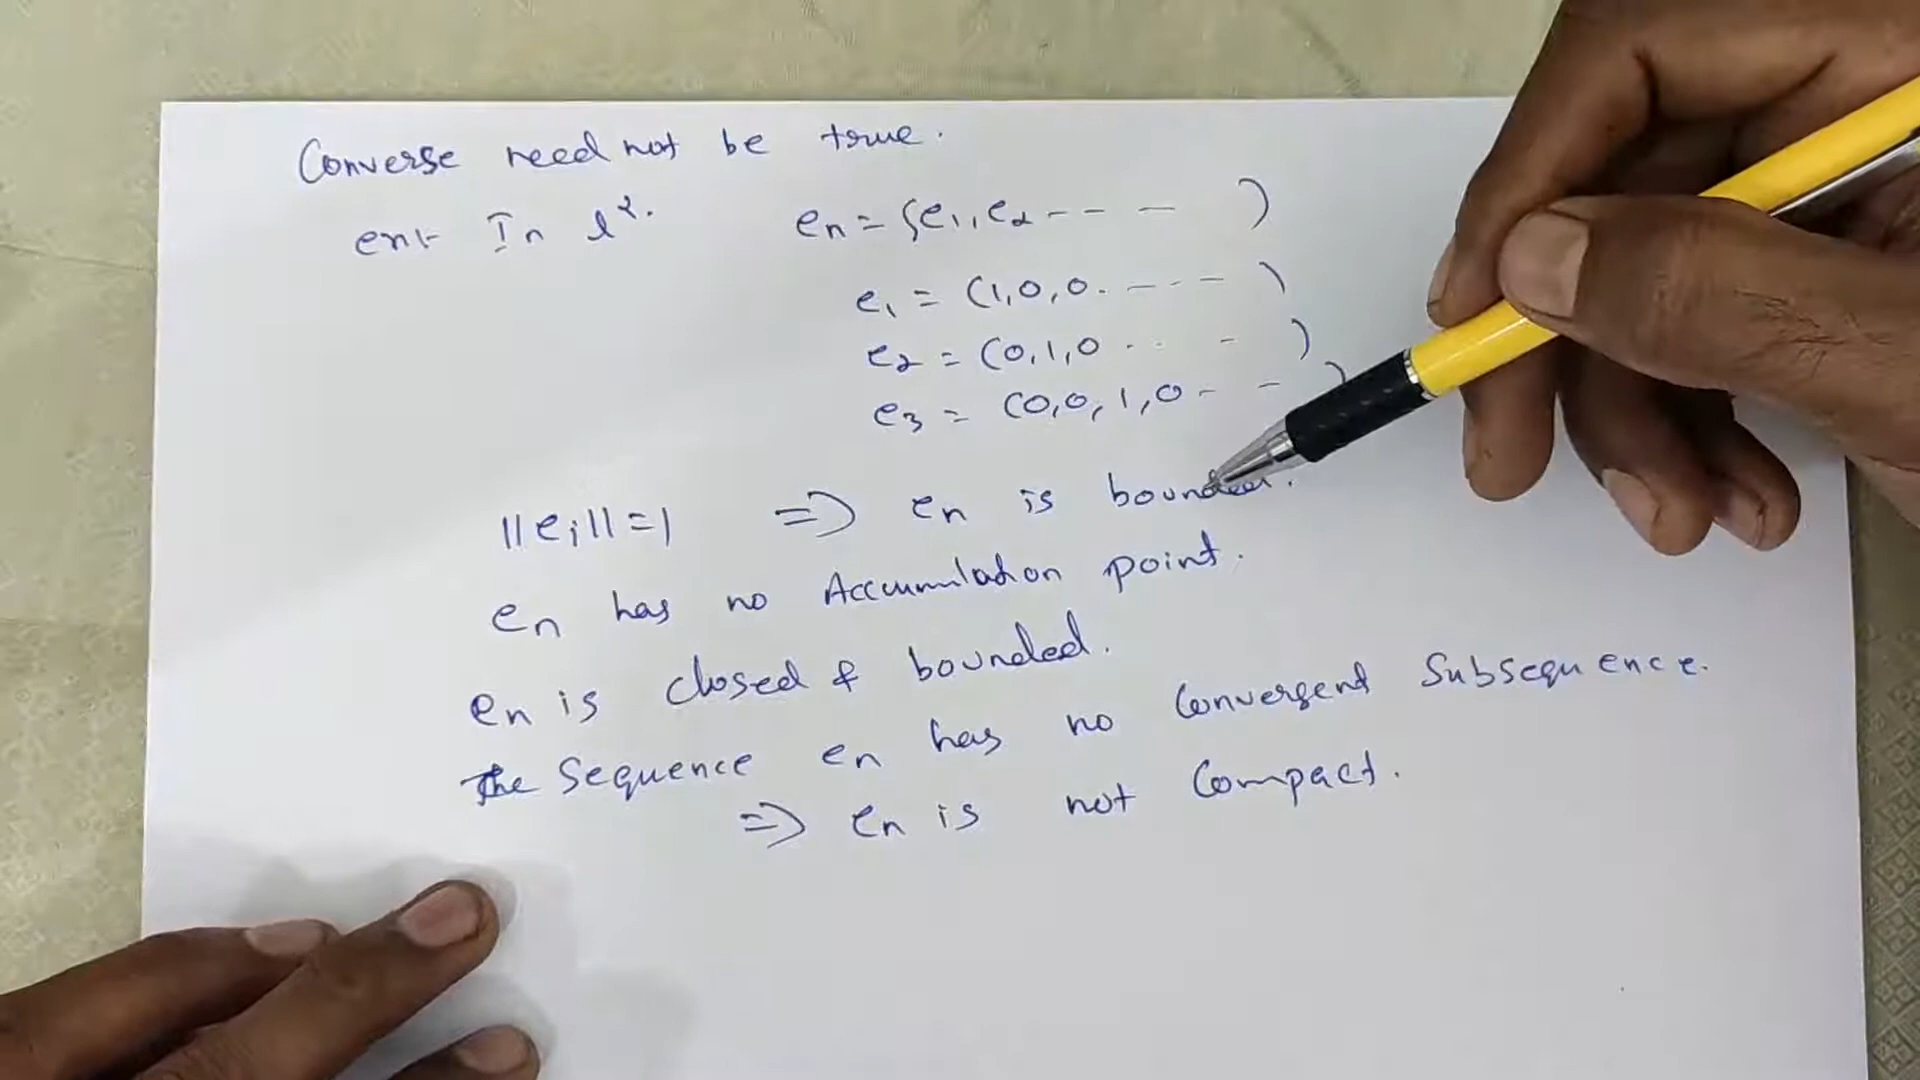 Converse need not be true.
ext In l². en = {e₁, e₂ - - - )
e₁ = (1,0,0. - - - )
e₂ = (0,1,0 . . - )
e₃ = (0,0,1,0 - - )
||eᵢ||=1 => en is bounded.
en has no Accumulation point.
en is closed & bounded.
The Sequence en has no Convergent Subsequence.
=> en is not Compact.